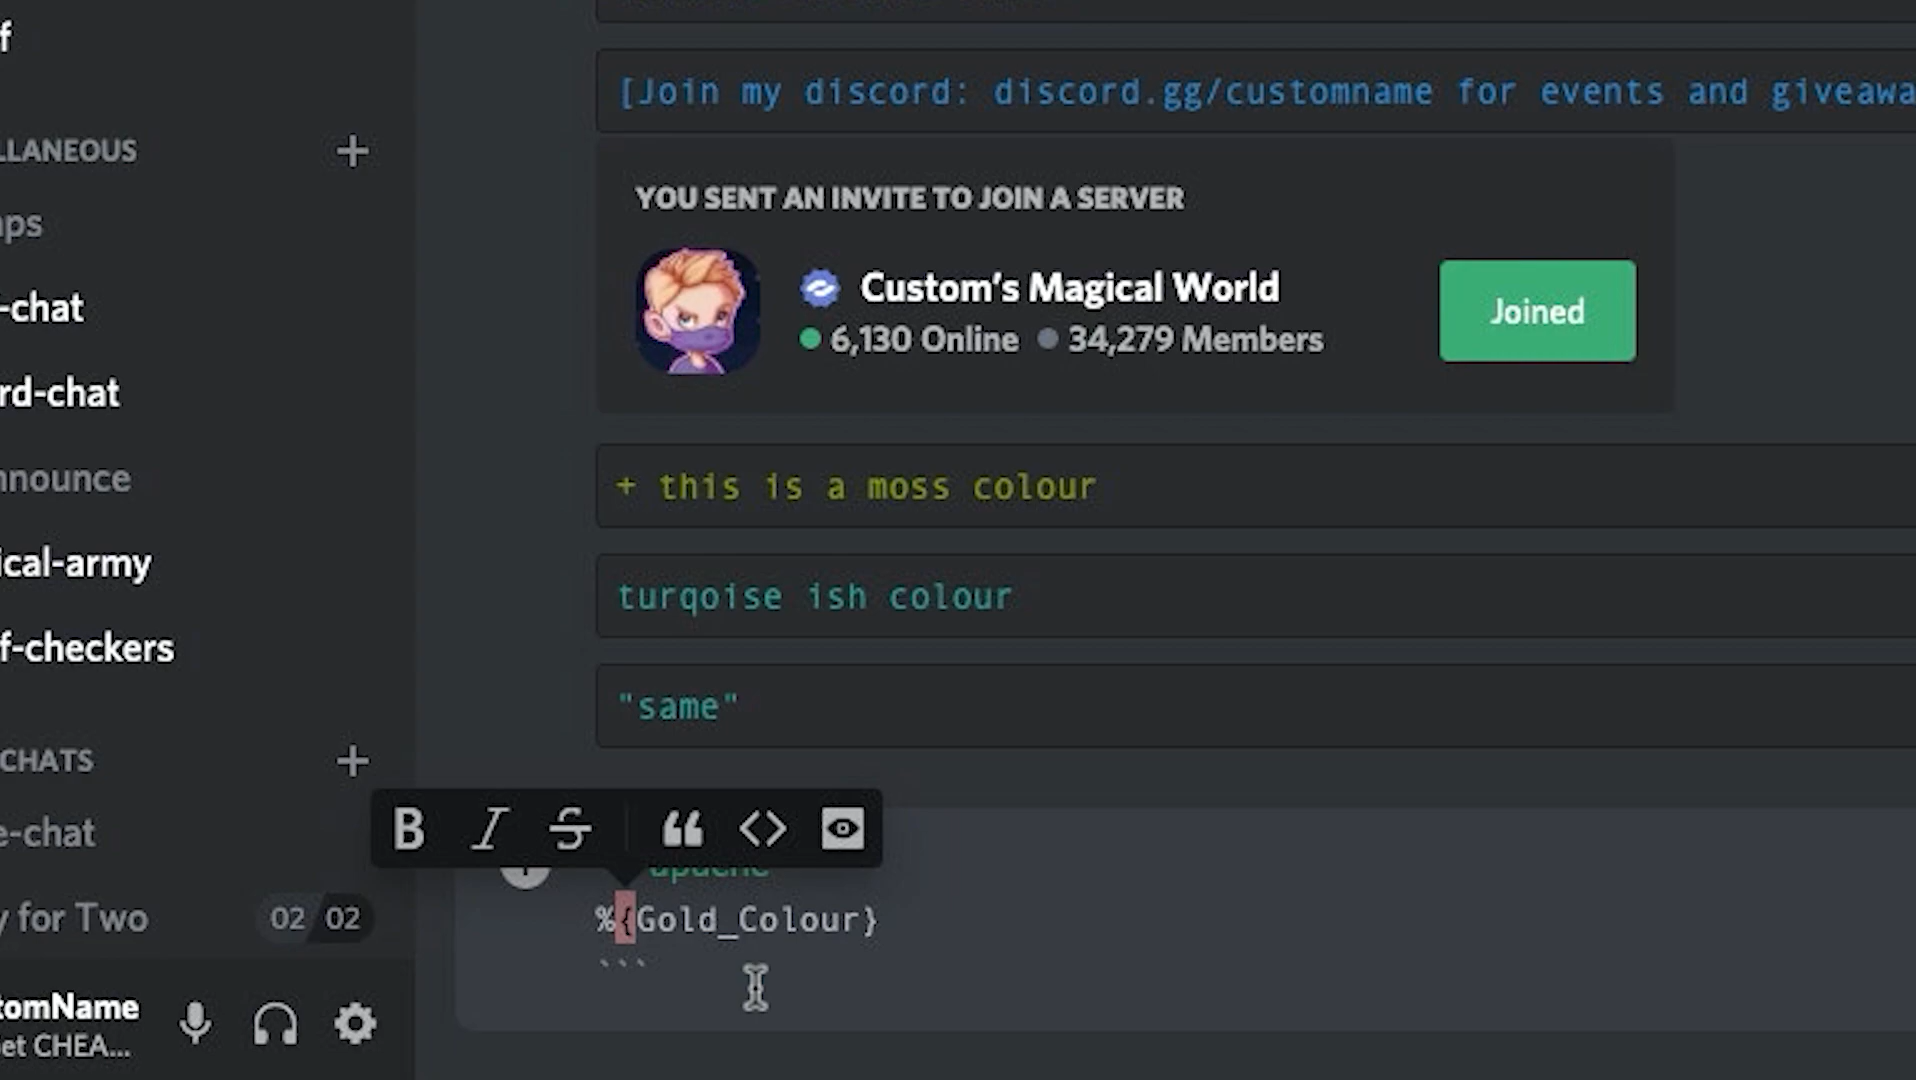 f
[Join my discord: discord.gg/customname for events and giveawa
LLANEOUS
YOU SENT AN INVITE TO JOIN A SERVER
Custom's Magical World
6,130 Online 34,279 Members
Joined
-chat
rd-chat
+ this is a moss colour
nnounce
ical-army
turqoise ish colour
f-checkers
"same"
CHATS
B I S
e-chat
apache
%{Gold_Colour}
y for Two 02 02
```
tomName
et CHEA...